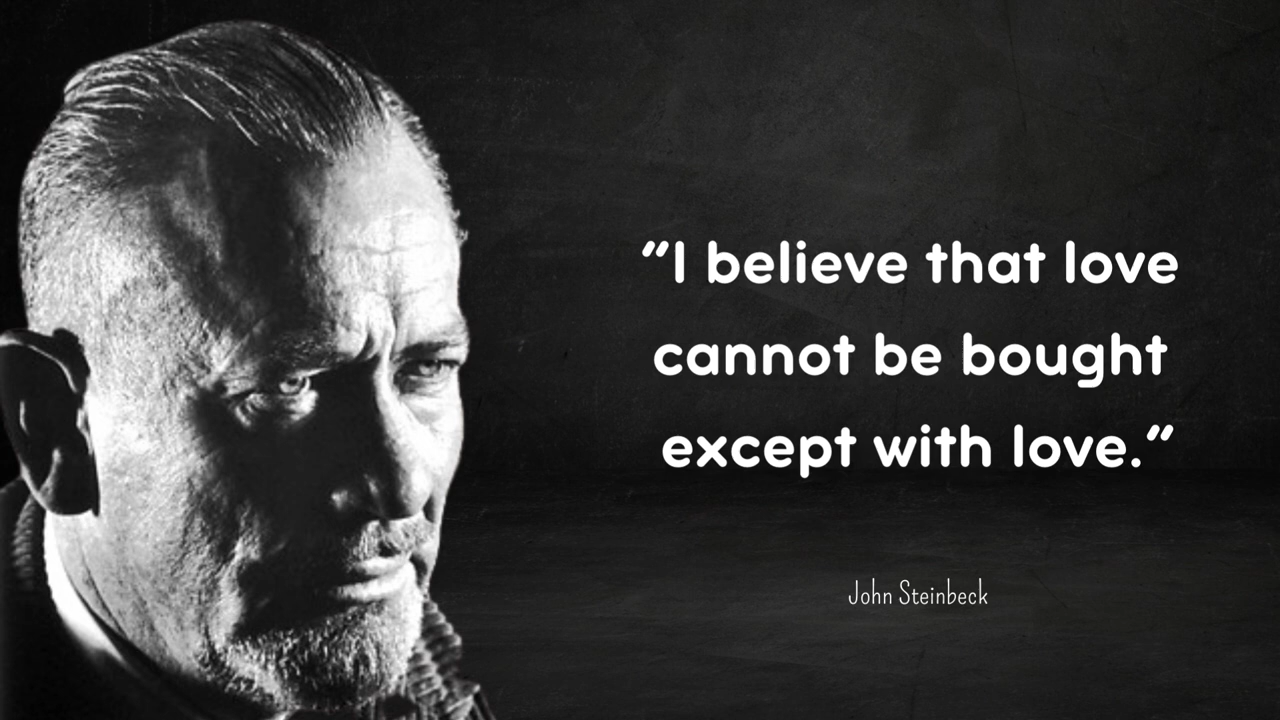 “I believe that love
cannot be bought
except with love.”
John Steinbeck